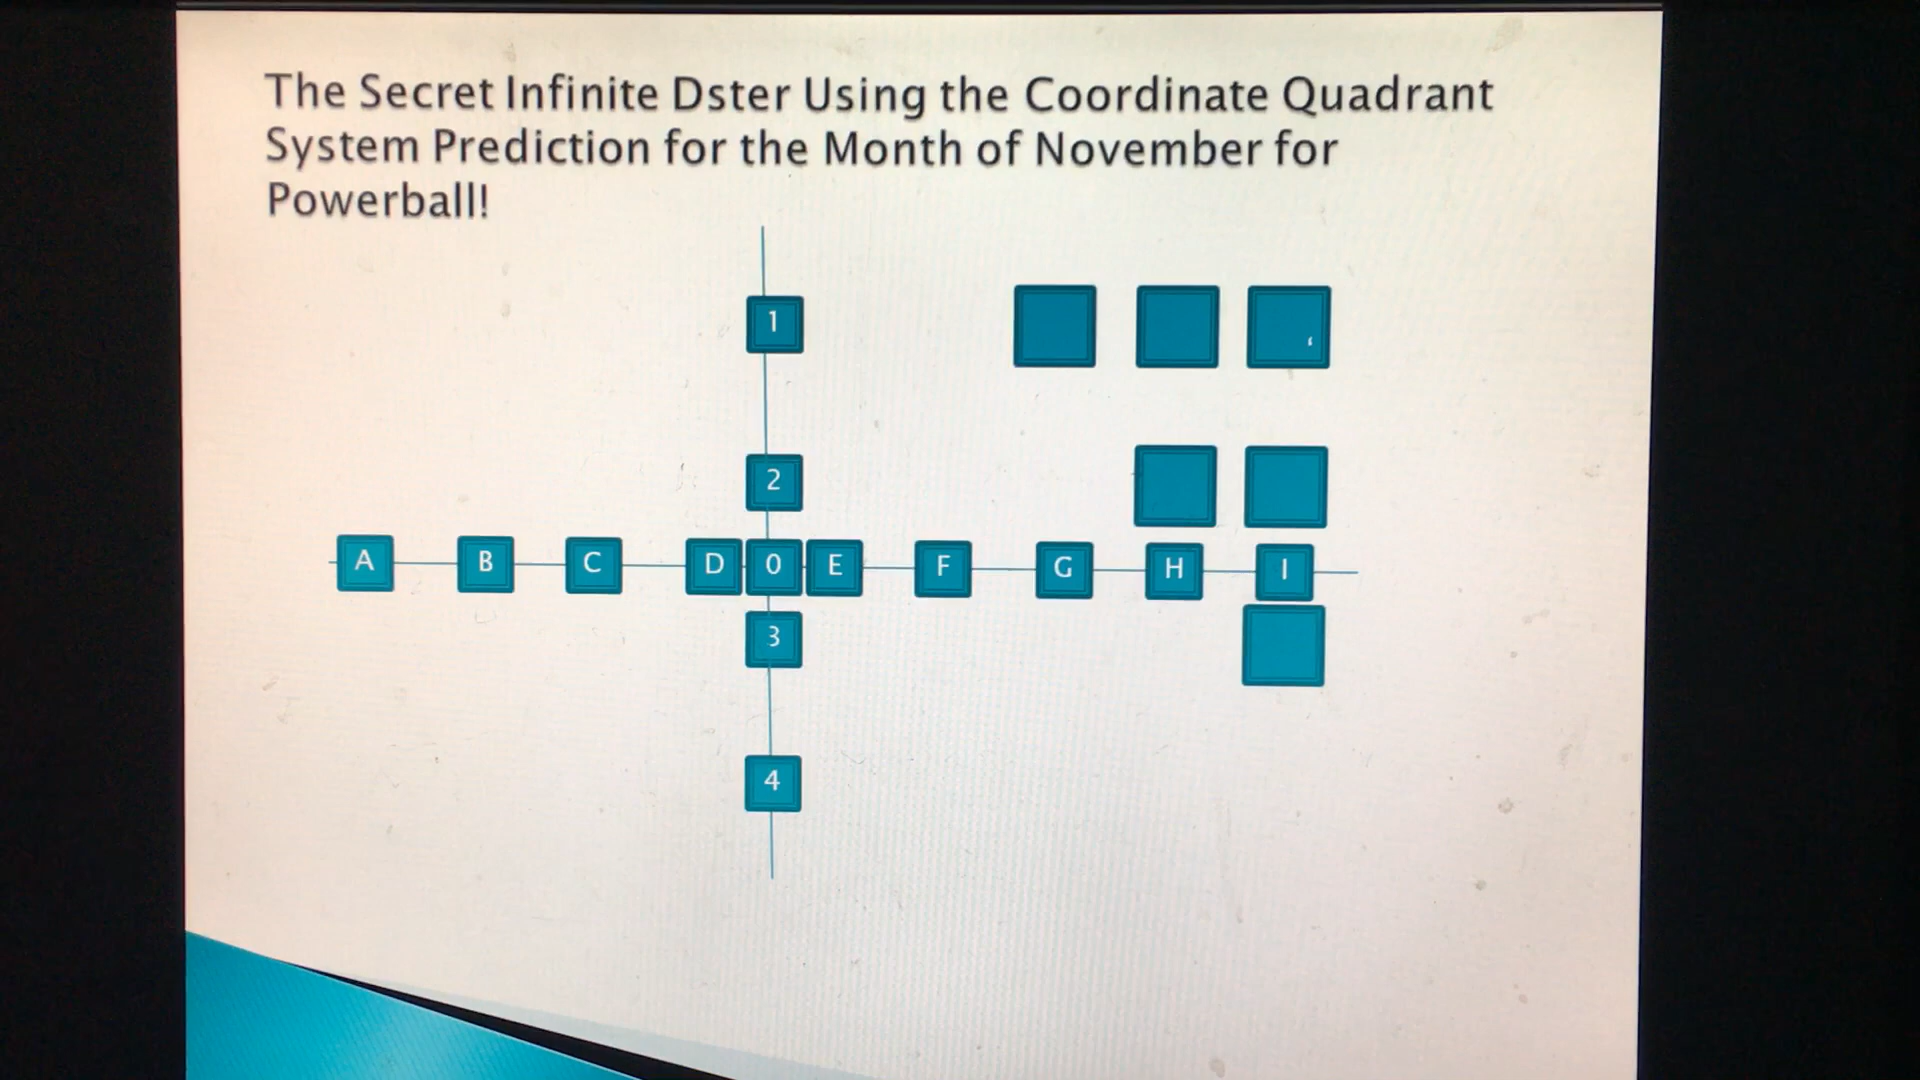 The Secret Infinite Dster Using the Coordinate Quadrant
System Prediction for the Month of November for
Powerball!
1
2
A B C D 0 E F G H I
3
4